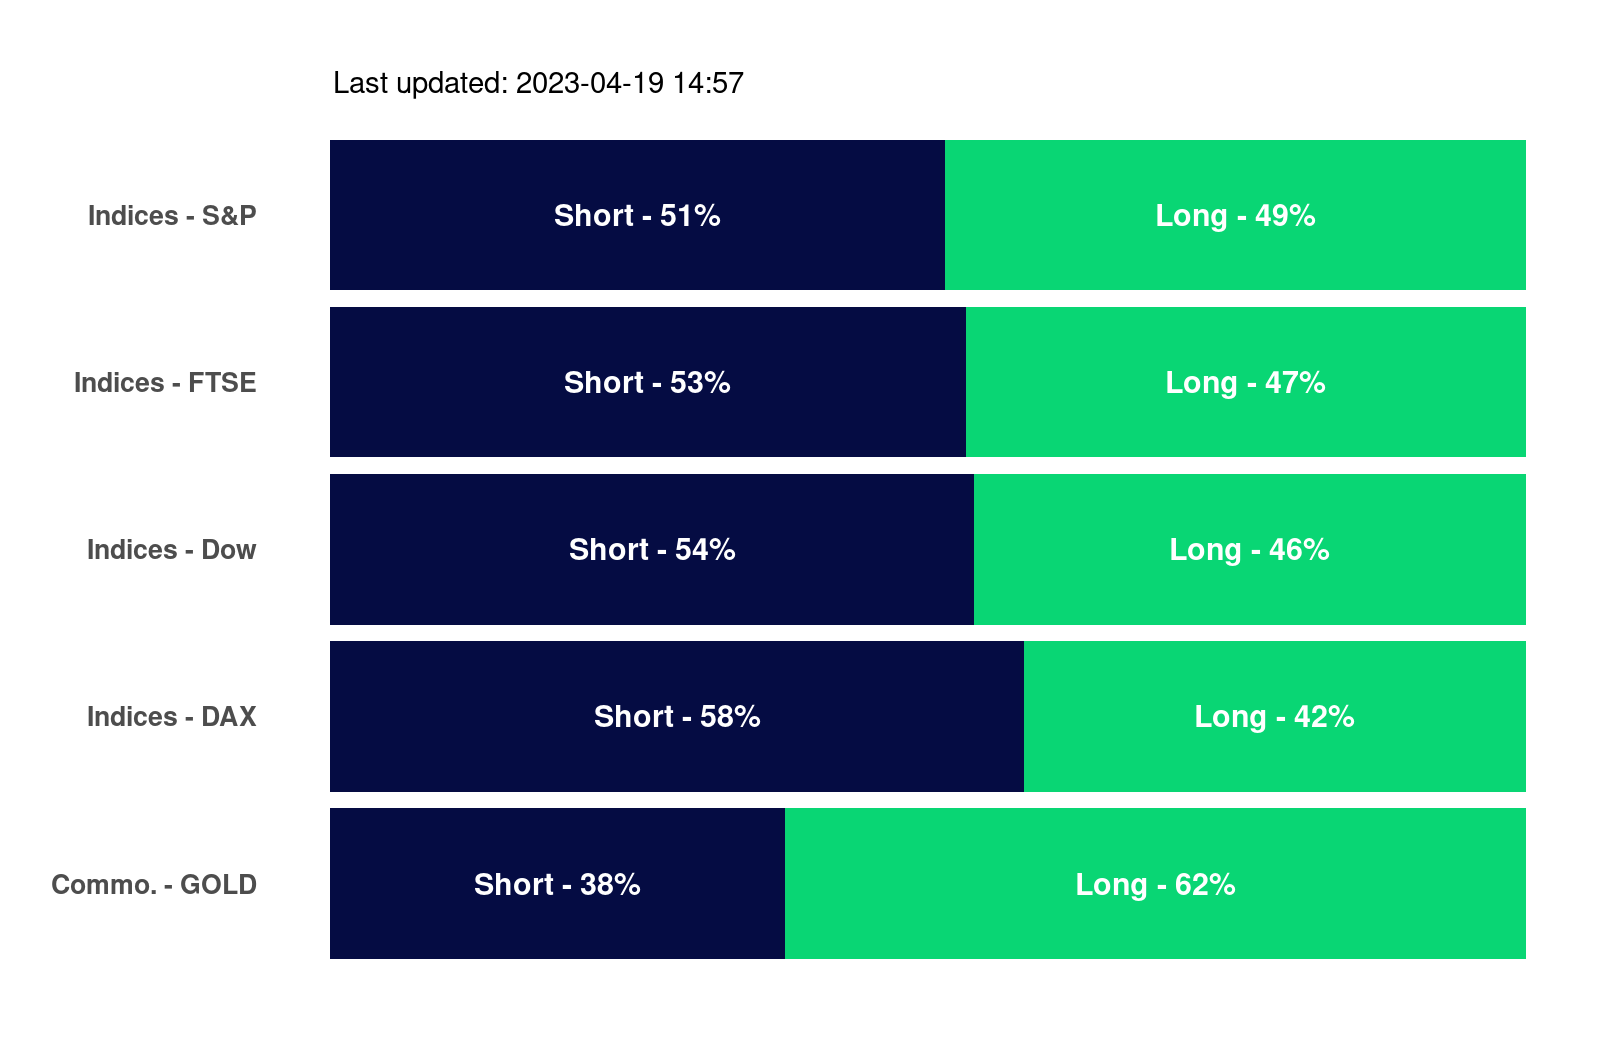 Last updated: 2023-04-19 14:57
Indices - S&P Short - 51% Long - 49%
Indices - FTSE Short - 53% Long - 47%
Indices - Dow Short - 54% Long - 46%
Indices - DAX Short - 58% Long - 42%
Commo. - GOLD Short - 38% Long - 62%